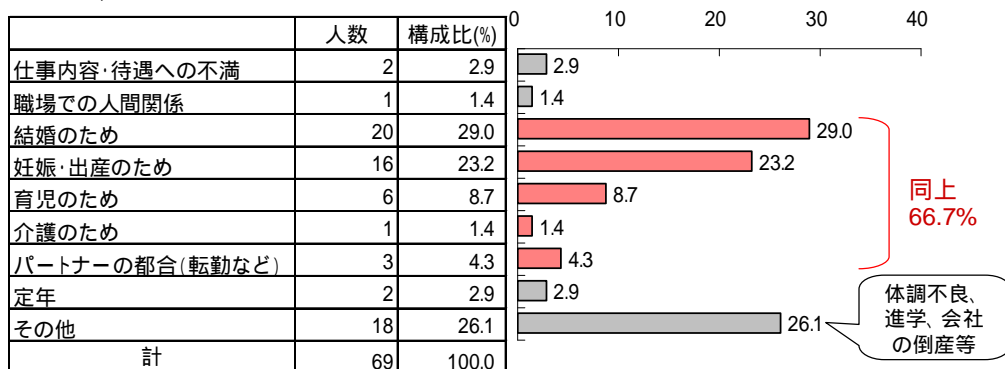 0 10 20 30 40
人数 構成比(%)
仕事内容･待遇への不満 2 2.9 2.9
職場での人間関係 1 1.4 1.4
結婚のため 20 29.0 29.0
妊娠･出産のため 16 23.2 23.2
育児のため 6 8.7 8.7
介護のため 1 1.4 1.4
パートナーの都合(転勤など) 3 4.3 4.3
定年 2 2.9 2.9
その他 18 26.1 26.1
計 69 100.0
同上
66.7%
体調不良、
進学、会社
の倒産等